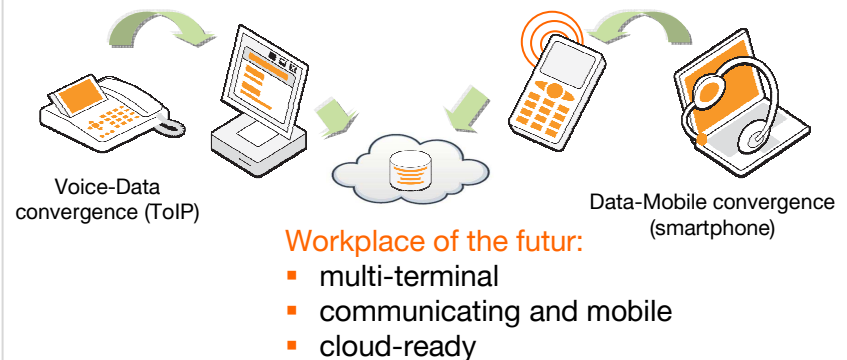 Voice-Data
convergence (ToIP)
Data-Mobile convergence
(smartphone)
Workplace of the futur:
▪ multi-terminal
▪ communicating and mobile
▪ cloud-ready